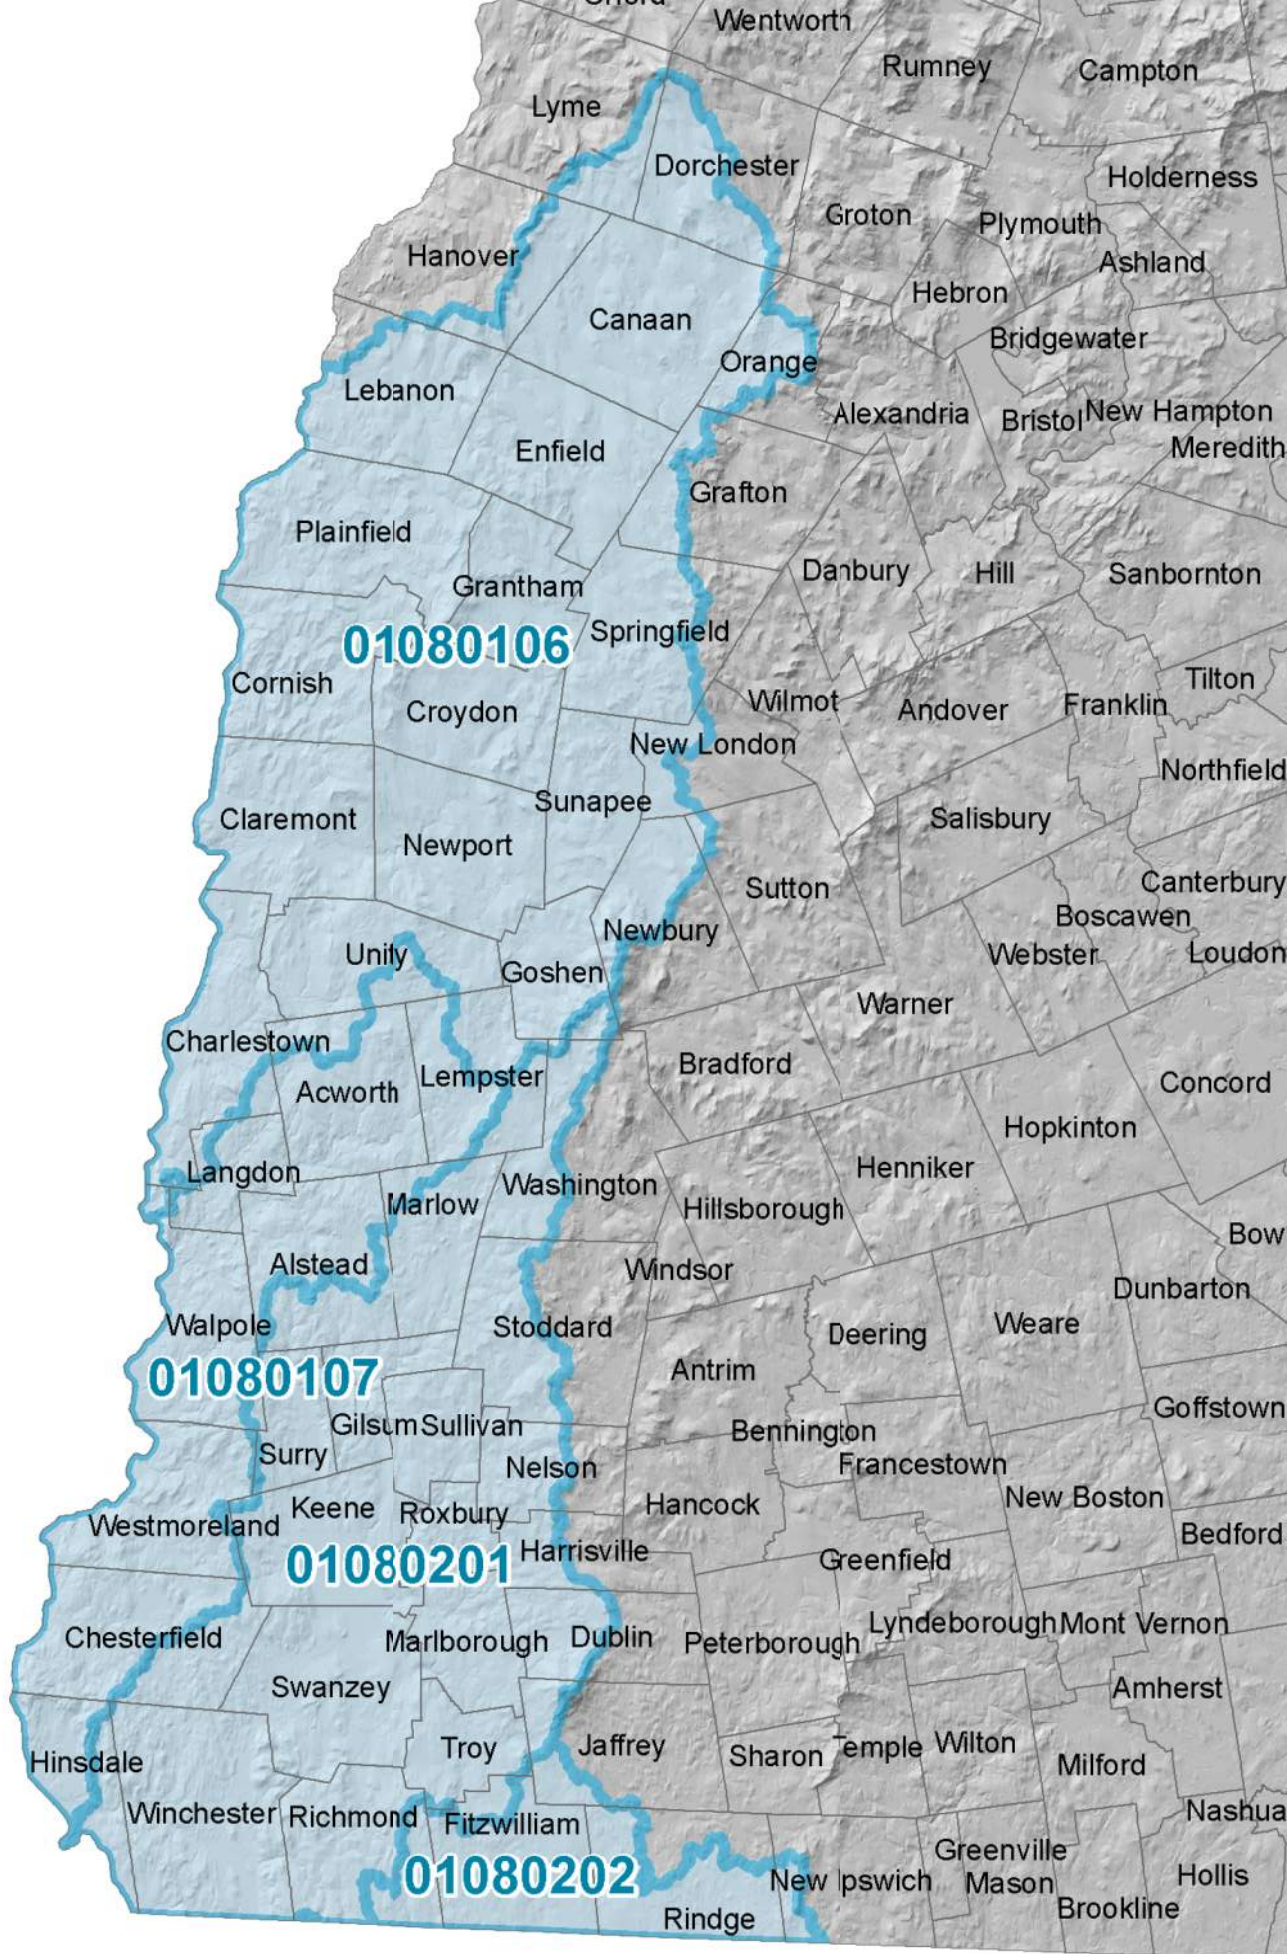 Orford
Wentworth
Rumney
Campton
Lyme
Dorchester
Holderness
Groton
Plymouth
Hanover
Ashland
Hebron
Canaan
Bridgewater
Orange
Lebanon
Alexandria
Bristol
New Hampton
Meredith
Enfield
Grafton
Plainfield
Danbury
Hill
Sanbornton
Grantham
Springfield
01080106
Cornish
Tilton
Wilmot
Croydon
Andover
Franklin
New London
Northfield
Sunapee
Claremont
Salisbury
Newport
Sutton
Canterbury
Boscawen
Newbury
Unity
Webster
Loudon
Goshen
Warner
Charlestown
Bradford
Lempster
Acworth
Concord
Hopkinton
Henniker
Langdon
Washington
Marlow
Hillsborough
Bow
Alstead
Windsor
Dunbarton
Walpole
Stoddard
Deering
Weare
01080107
Antrim
Goffstown
Gilsum
Sullivan
Bennington
Surry
Nelson
Francestown
New Boston
Keene
Roxbury
Hancock
Westmoreland
Bedford
01080201
Harrisville
Greenfield
Chesterfield
Marlborough
Dublin
Peterborough
Lyndeborough
Mont Vernon
Swanzey
Amherst
Hinsdale
Troy
Jaffrey
Sharon
Temple
Wilton
Milford
Winchester
Richmond
Fitzwilliam
Nashua
Greenville
01080202
New Ipswich
Mason
Hollis
Rindge
Brookline